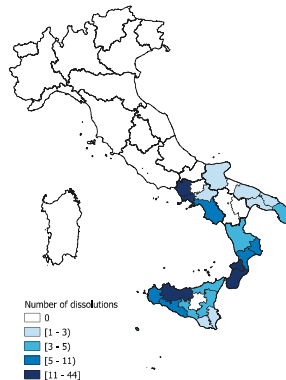 Number of dissolutions
0
[1 - 3)
[3 - 5)
[5 - 11)
[11 - 44]